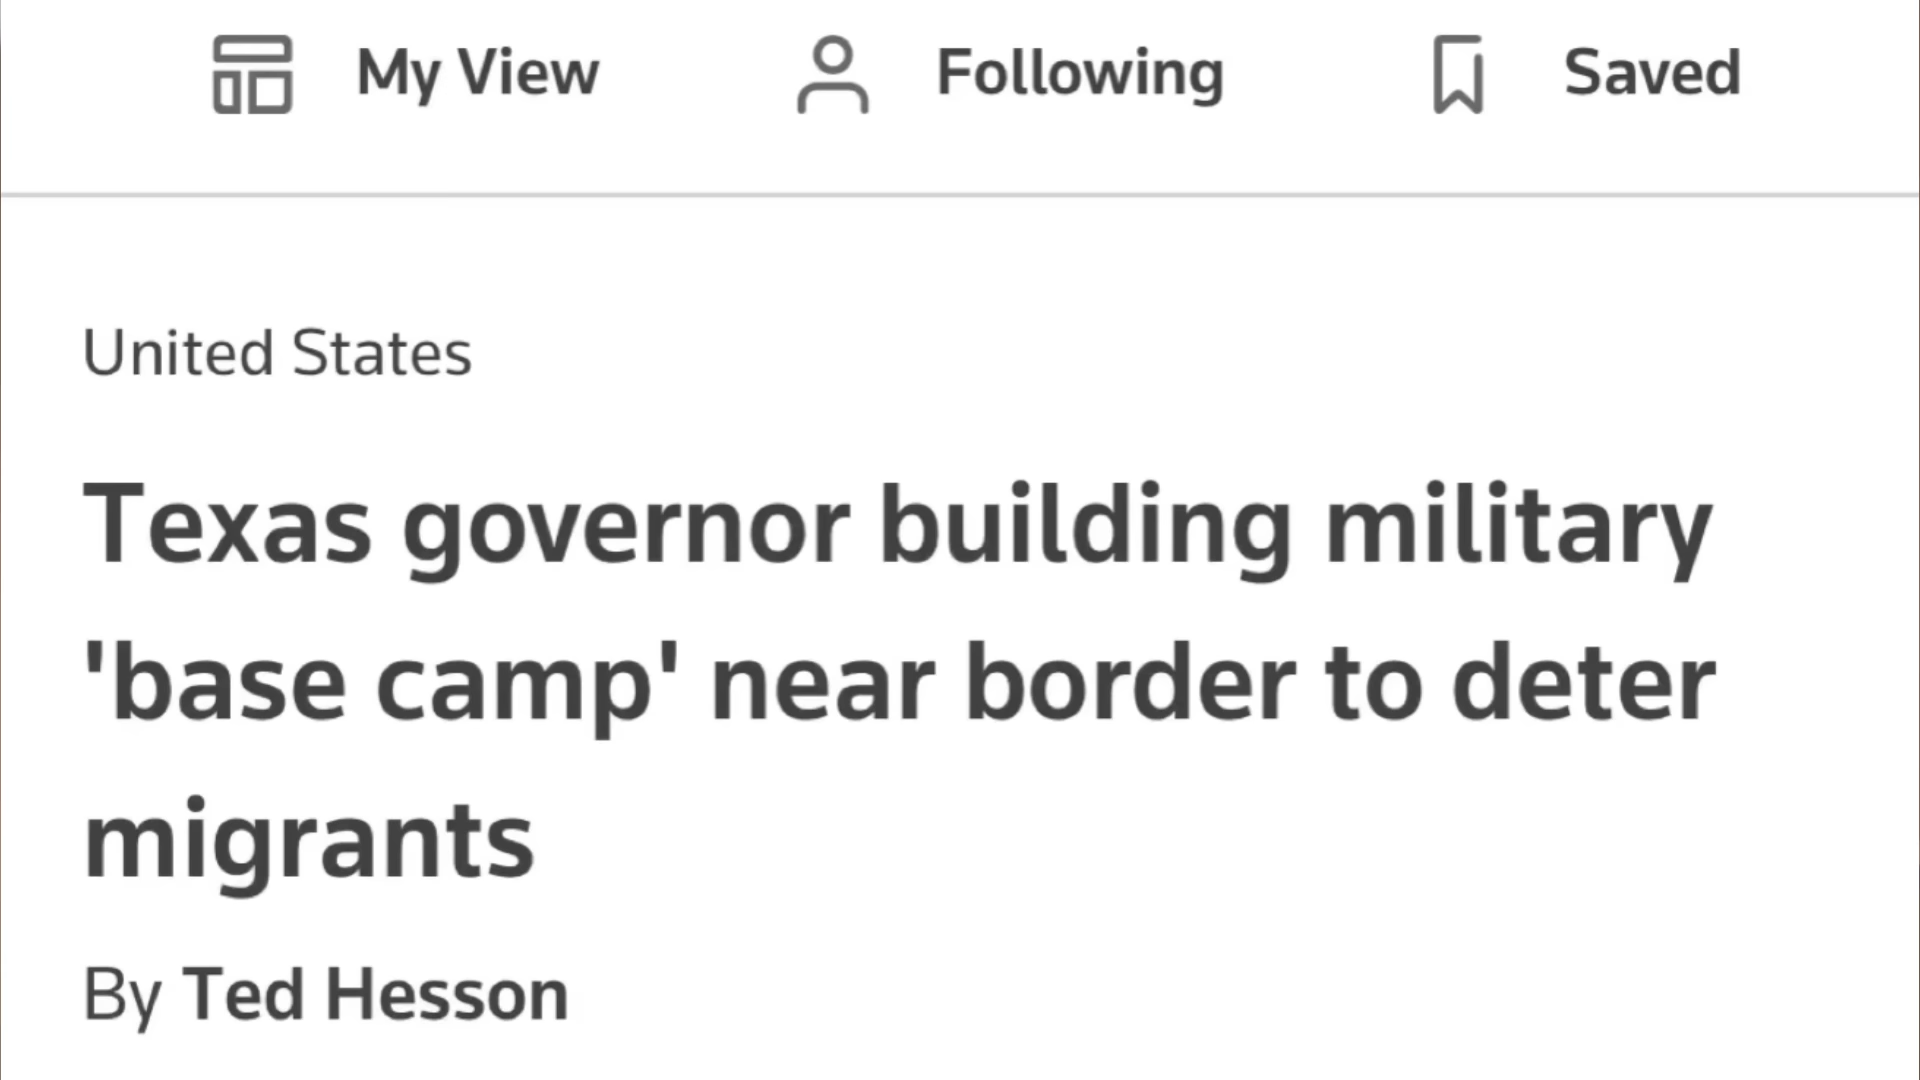 My View Following Saved
United States
Texas governor building military
'base camp' near border to deter
migrants
By Ted Hesson